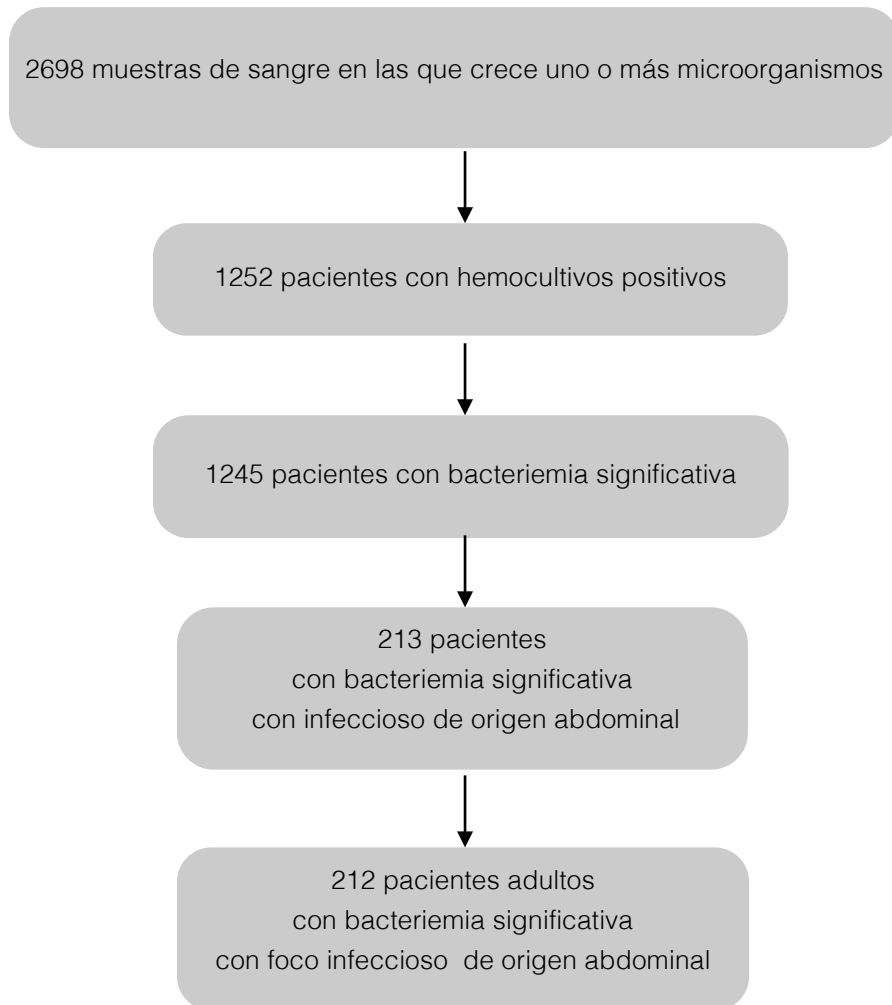 2698 muestras de sangre en las que crece uno o más microorganismos
1252 pacientes con hemocultivos positivos
1245 pacientes con bacteriemia significativa
213 pacientes
con bacteriemia significativa
con infeccioso de origen abdominal
212 pacientes adultos
con bacteriemia significativa
con foco infeccioso de origen abdominal